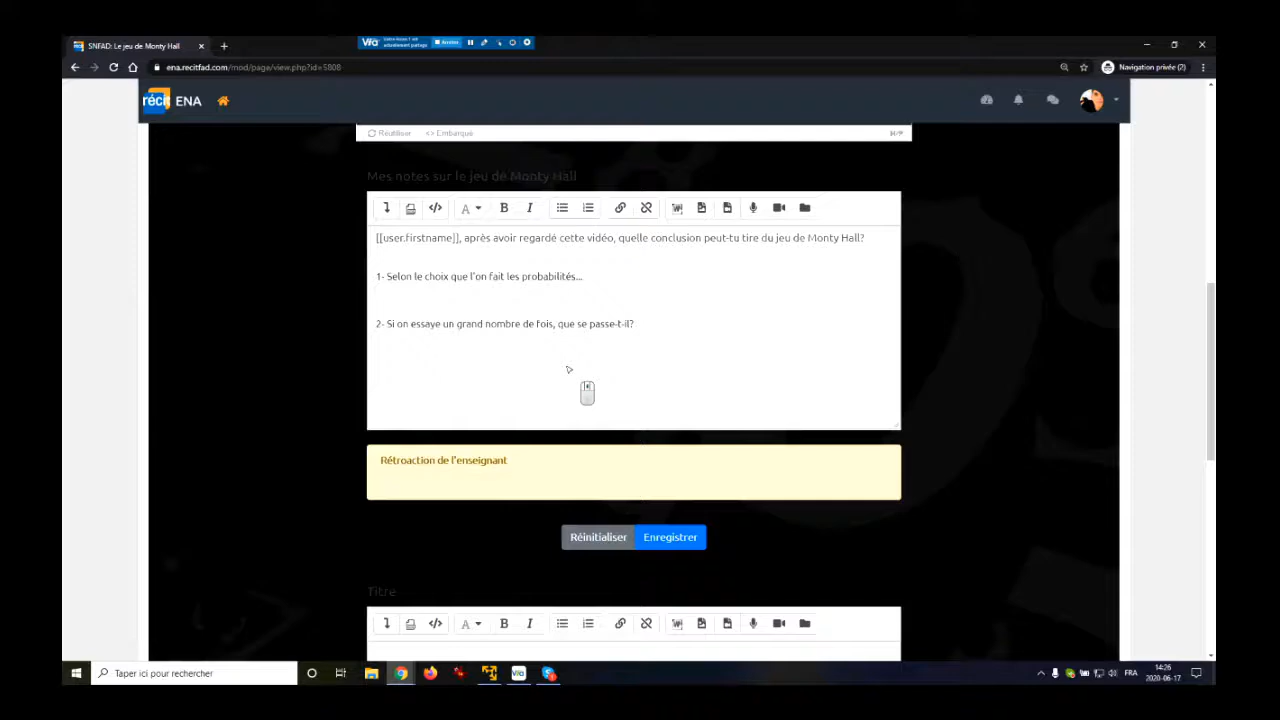 SNFAD: Le jeu de Monty Hall
Via
Arrêter
ena.recitfad.com/mod/page/view.php?id=5808
Navigation privée (2)
récit ENA
Réutiliser
<> Embarqué
H-P
Mes notes sur le jeu de Monty Hall
[[user.firstname]], après avoir regardé cette vidéo, quelle conclusion peut-tu tire du jeu de Monty Hall?
1- Selon le choix que l'on fait les probabilités...
2- Si on essaye un grand nombre de fois, que se passe-t-il?
Rétroaction de l'enseignant
Réinitialiser
Enregistrer
Titre
Taper ici pour rechercher
Via
FRA
14:26
2020-06-17